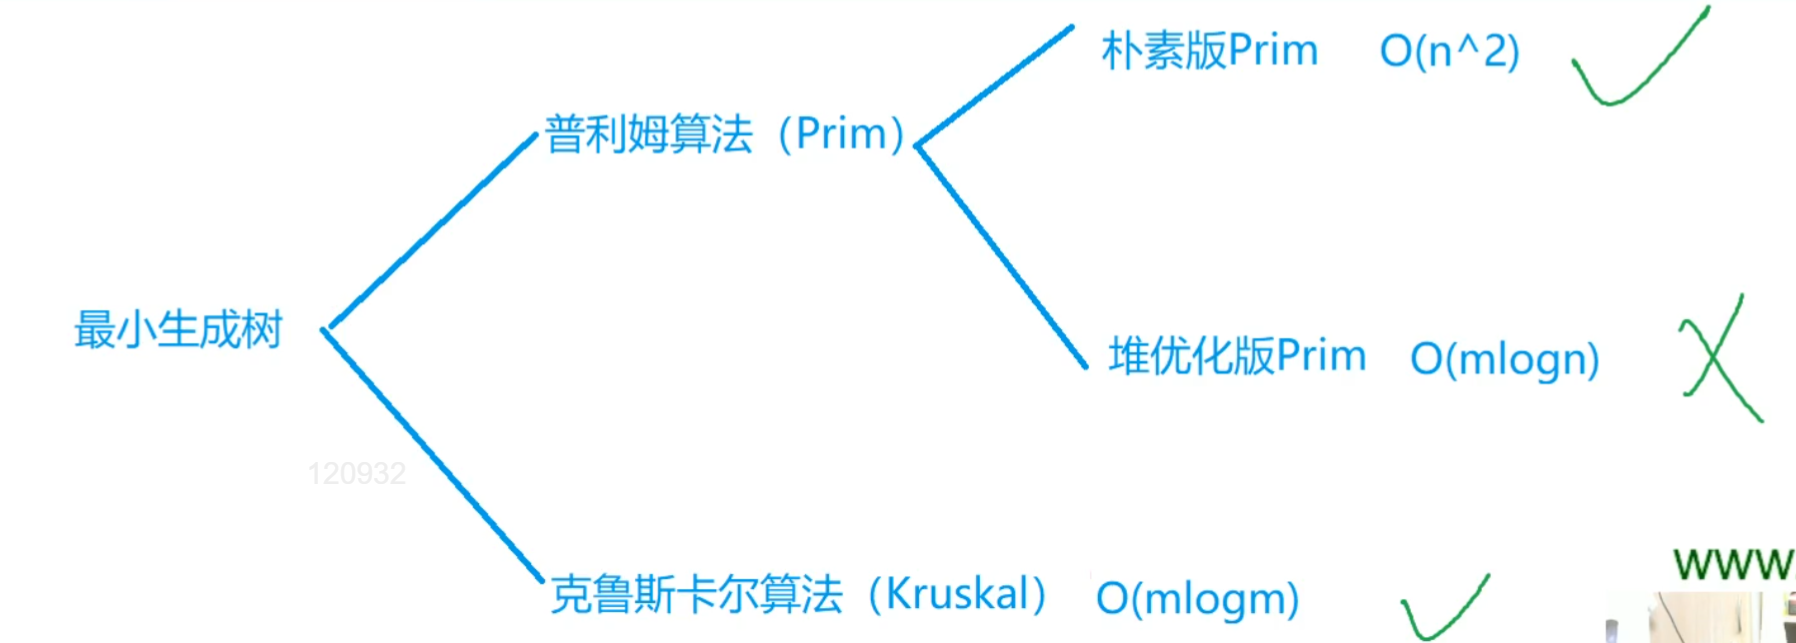 朴素版Prim O(n^2)
普利姆算法（Prim）
最小生成树
堆优化版Prim O(mlogn)
120932
克鲁斯卡尔算法（Kruskal） O(mlogm)
www.